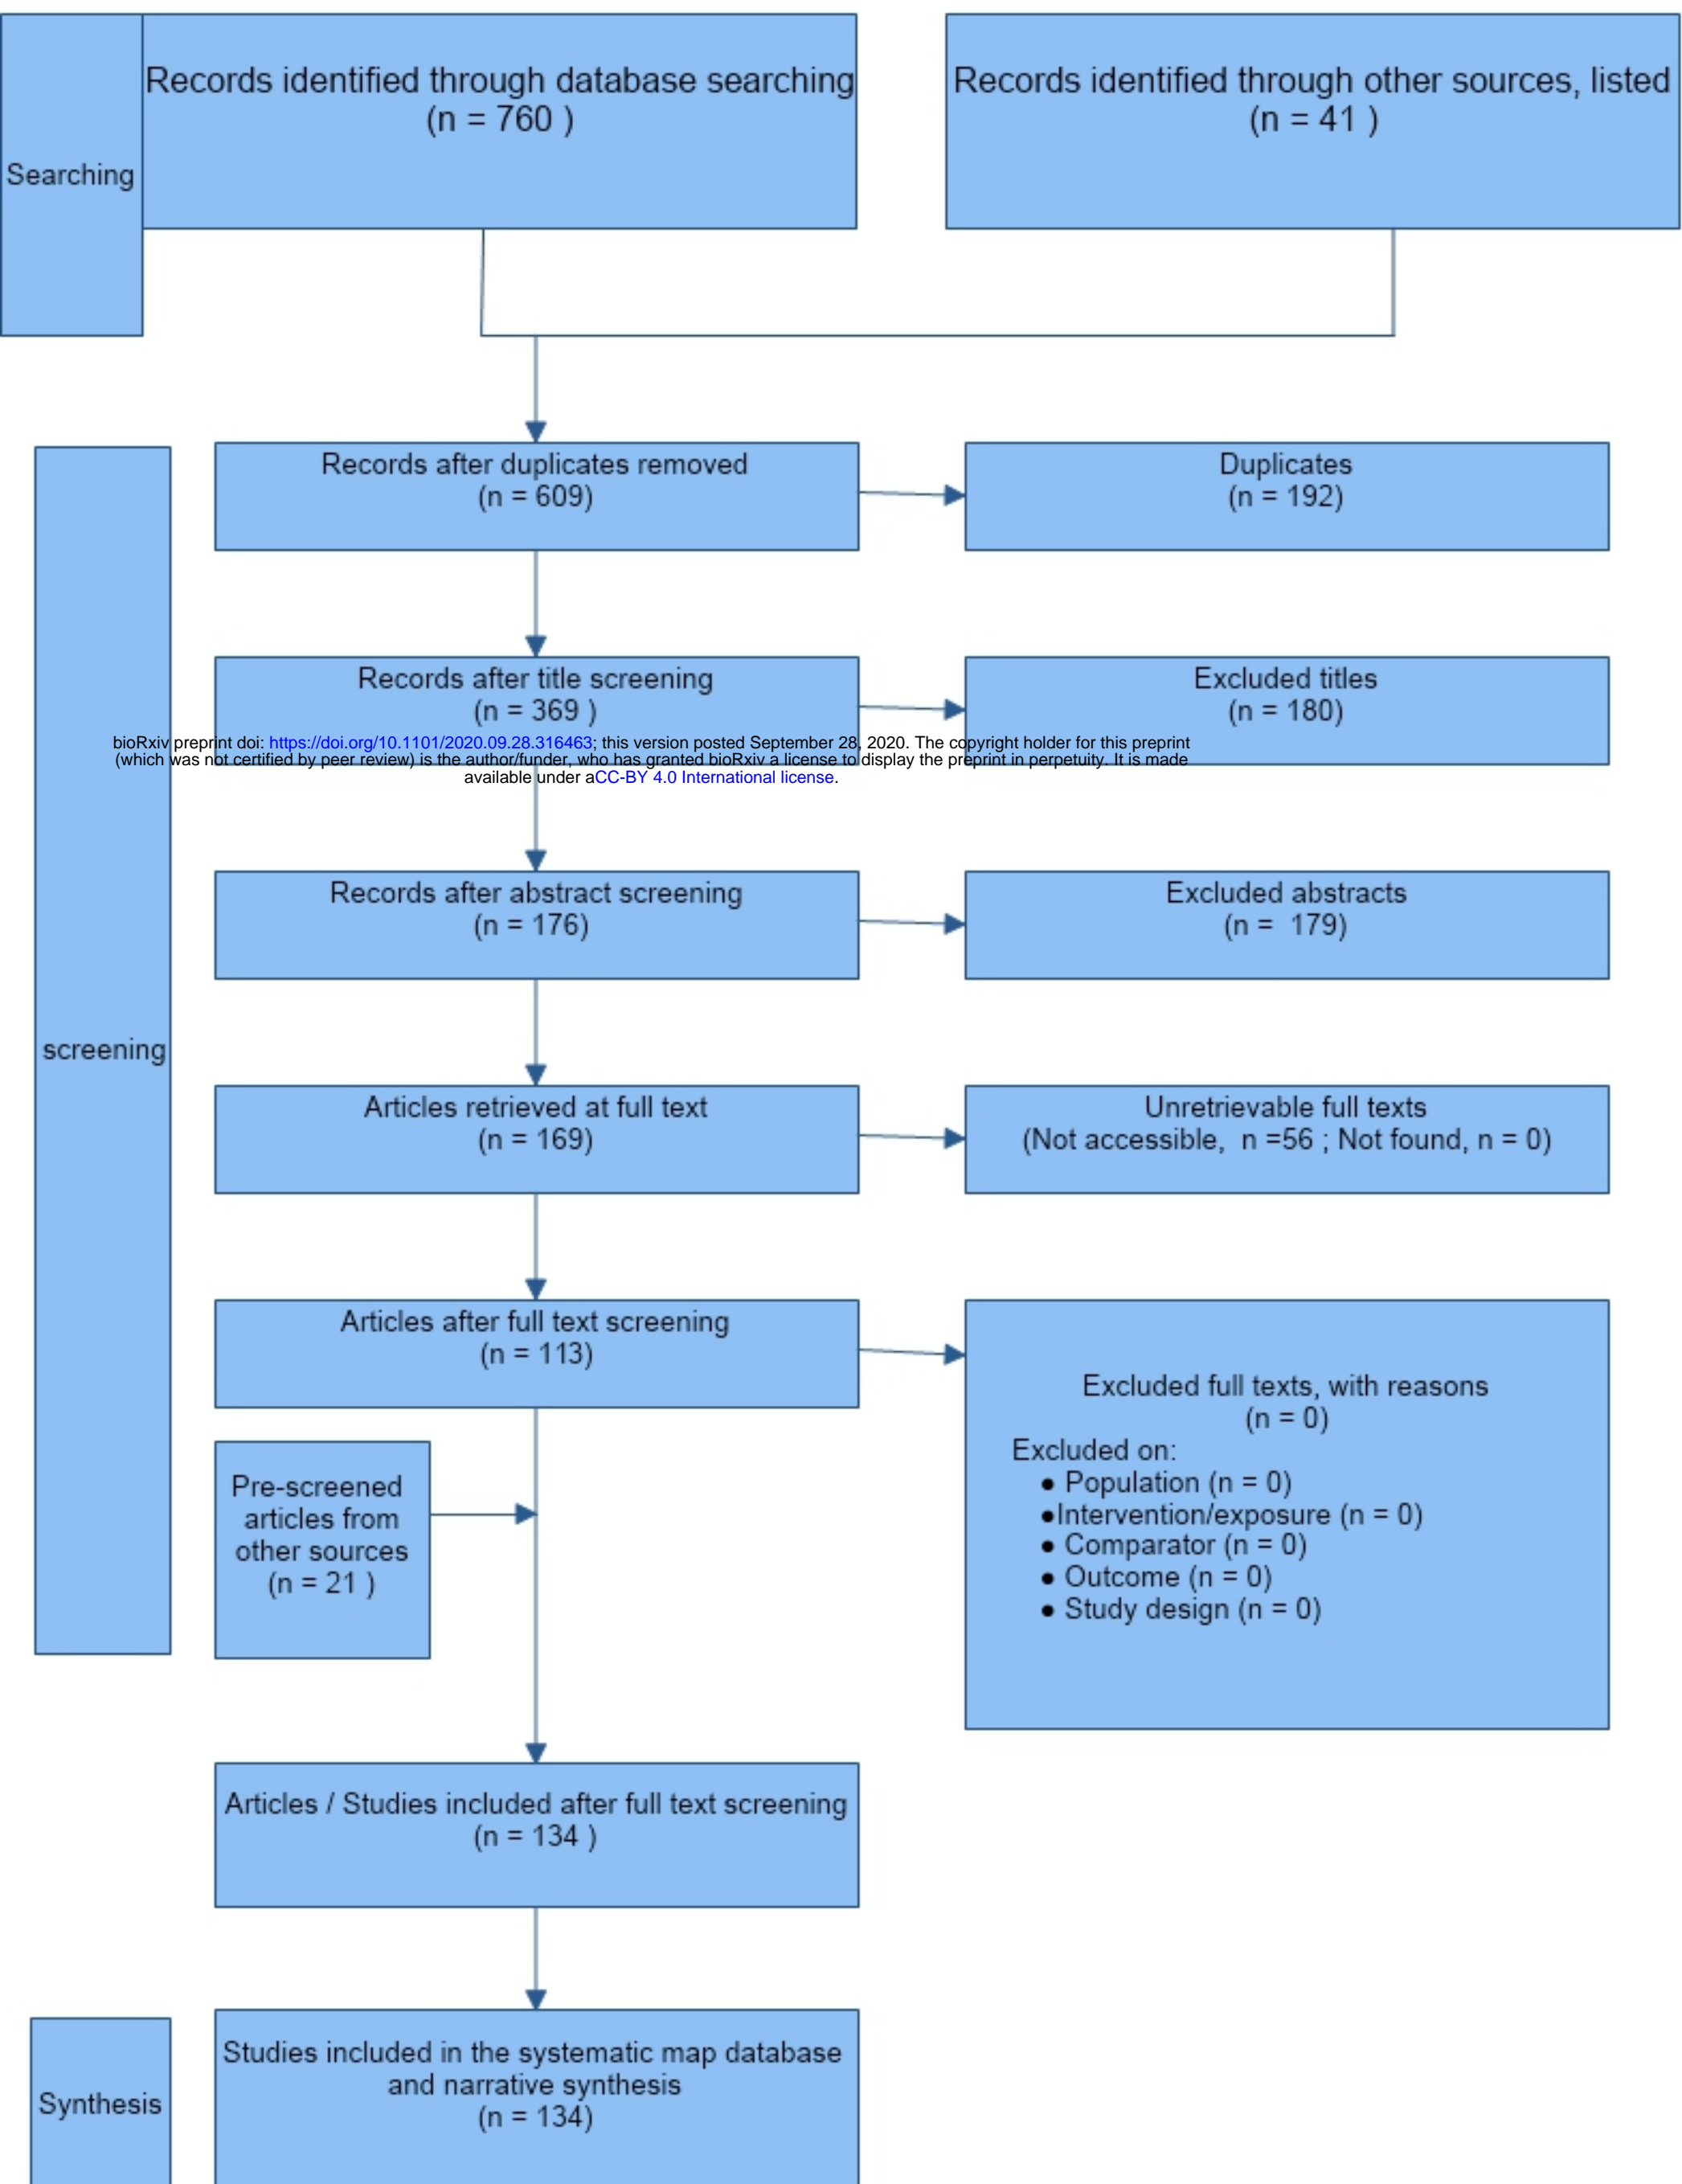 Records identified through database searching
(n = 760 )
Records identified through other sources, listed
(n = 41 )
Searching
Records after duplicates removed
(n = 609)
Duplicates
(n = 192)
Records after title screening
(n = 369 )
Excluded titles
(n = 180)
bioRxiv preprint doi: https://doi.org/10.1101/2020.09.28.316463; this version posted September 28, 2020. The copyright holder for this preprint
(which was not certified by peer review) is the author/funder, who has granted bioRxiv a license to display the preprint in perpetuity. It is made
available under aCC-BY 4.0 International license.
Records after abstract screening
(n = 176)
Excluded abstracts
(n =  179)
screening
Articles retrieved at full text
(n = 169)
Unretrievable full texts
(Not accessible,  n =56 ; Not found, n = 0)
Articles after full text screening
(n = 113)
Excluded full texts, with reasons
(n = 0)
Excluded on:
● Population (n = 0)
●Intervention/exposure (n = 0)
● Comparator (n = 0)
● Outcome (n = 0)
● Study design (n = 0)
Pre-screened
articles from
other sources
(n = 21 )
Articles / Studies included after full text screening
(n = 134 )
Studies included in the systematic map database
and narrative synthesis
(n = 134)
Synthesis